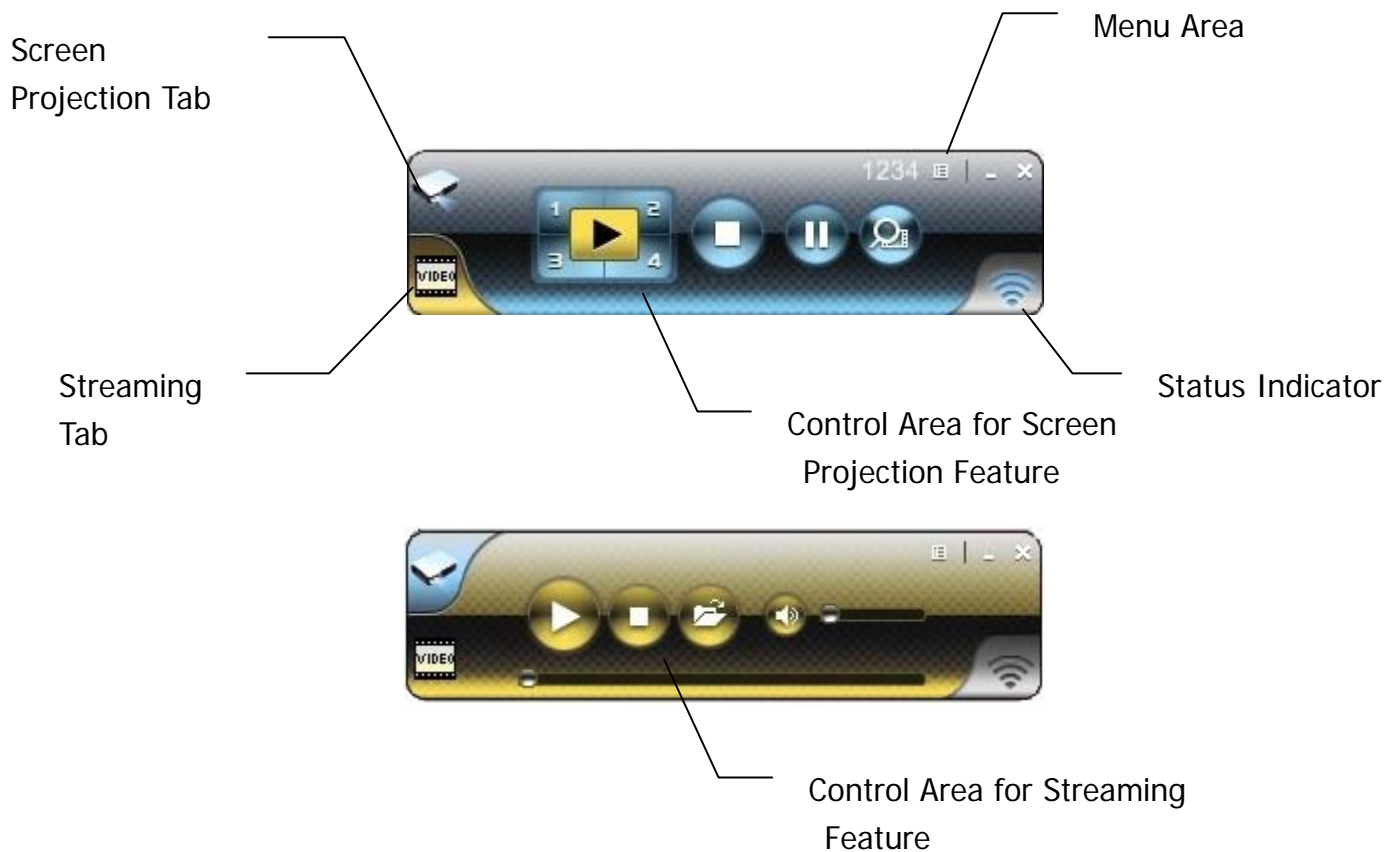 Menu Area
Screen
Projection Tab
1234
1 2
3 4
VIDEO
Streaming
Tab
Status Indicator
Control Area for Screen
Projection Feature
VIDEO
Control Area for Streaming
Feature